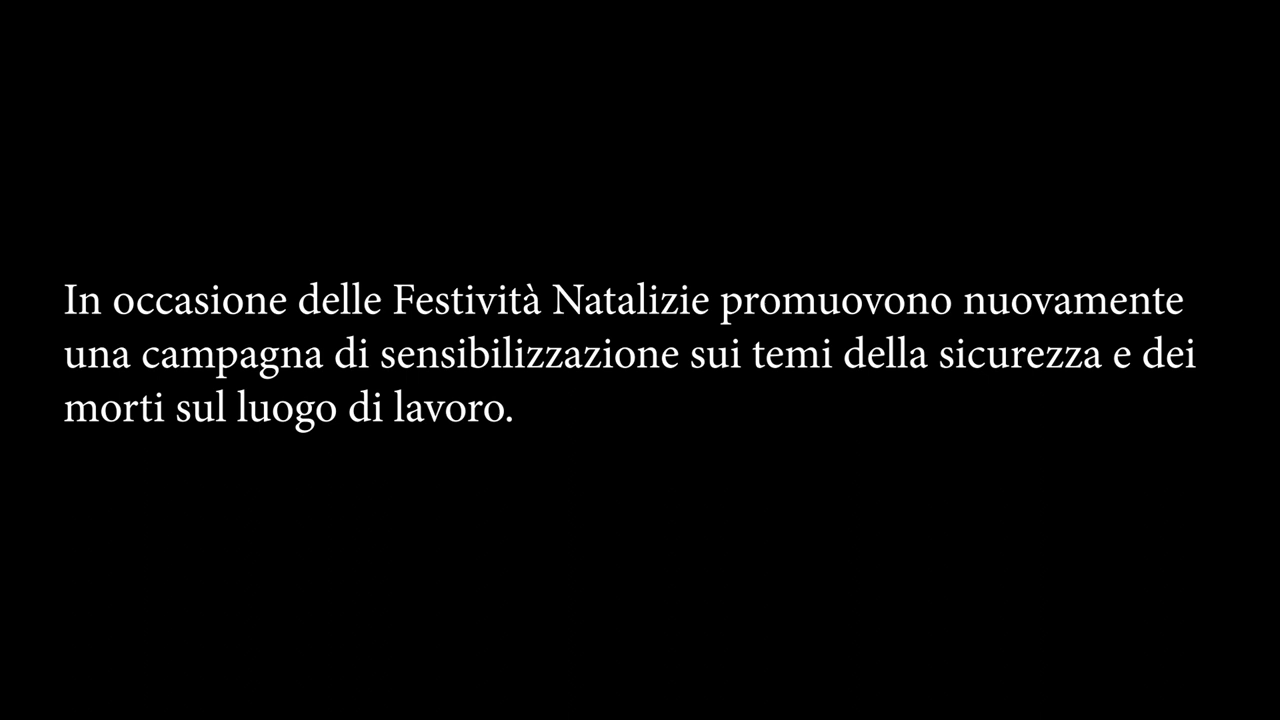 In occasione delle Festività Natalizie promuovono nuovamente
una campagna di sensibilizzazione sui temi della sicurezza e dei
morti sul luogo di lavoro.